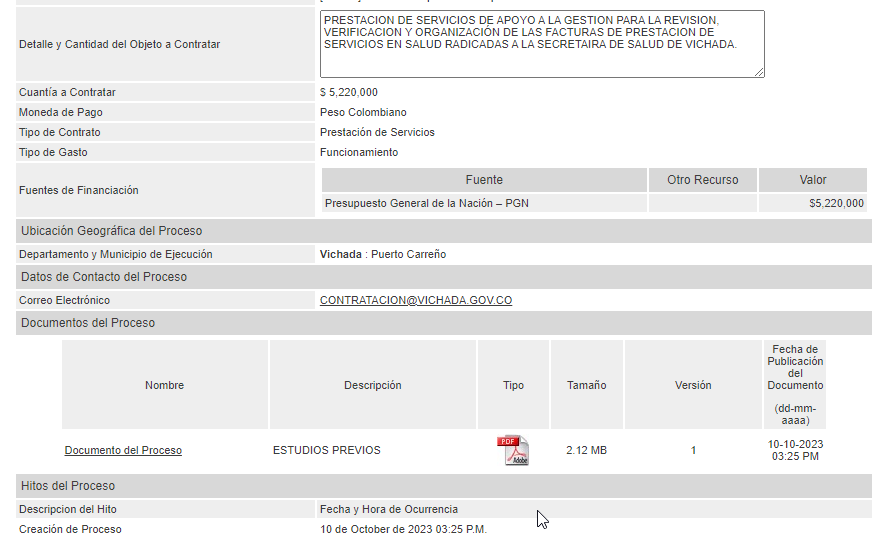 Detalle y Cantidad del Objeto a Contratar
PRESTACION DE SERVICIOS DE APOYO A LA GESTION PARA LA REVISION,
VERIFICACION Y ORGANIZACIÓN DE LAS FACTURAS DE PRESTACION DE
SERVICIOS EN SALUD RADICADAS A LA SECRETAIRA DE SALUD DE VICHADA.
Cuantía a Contratar $ 5,220,000
Moneda de Pago Peso Colombiano
Tipo de Contrato Prestación de Servicios
Tipo de Gasto Funcionamiento
Fuentes de Financiación
Fuente Otro Recurso Valor
Presupuesto General de la Nación – PGN $5,220,000
Ubicación Geográfica del Proceso
Departamento y Municipio de Ejecución Vichada : Puerto Carreño
Datos de Contacto del Proceso
Correo Electrónico CONTRATACION@VICHADA.GOV.CO
Documentos del Proceso
Nombre Descripción Tipo Tamaño Versión
Fecha de
Publicación
del
Documento
(dd-mm-
aaaa)
Documento del Proceso ESTUDIOS PREVIOS PDF Adobe 2.12 MB 1
10-10-2023
03:25 PM
Hitos del Proceso
Descripcion del Hito Fecha y Hora de Ocurrencia
Creación de Proceso 10 de October de 2023 03:25 P.M.